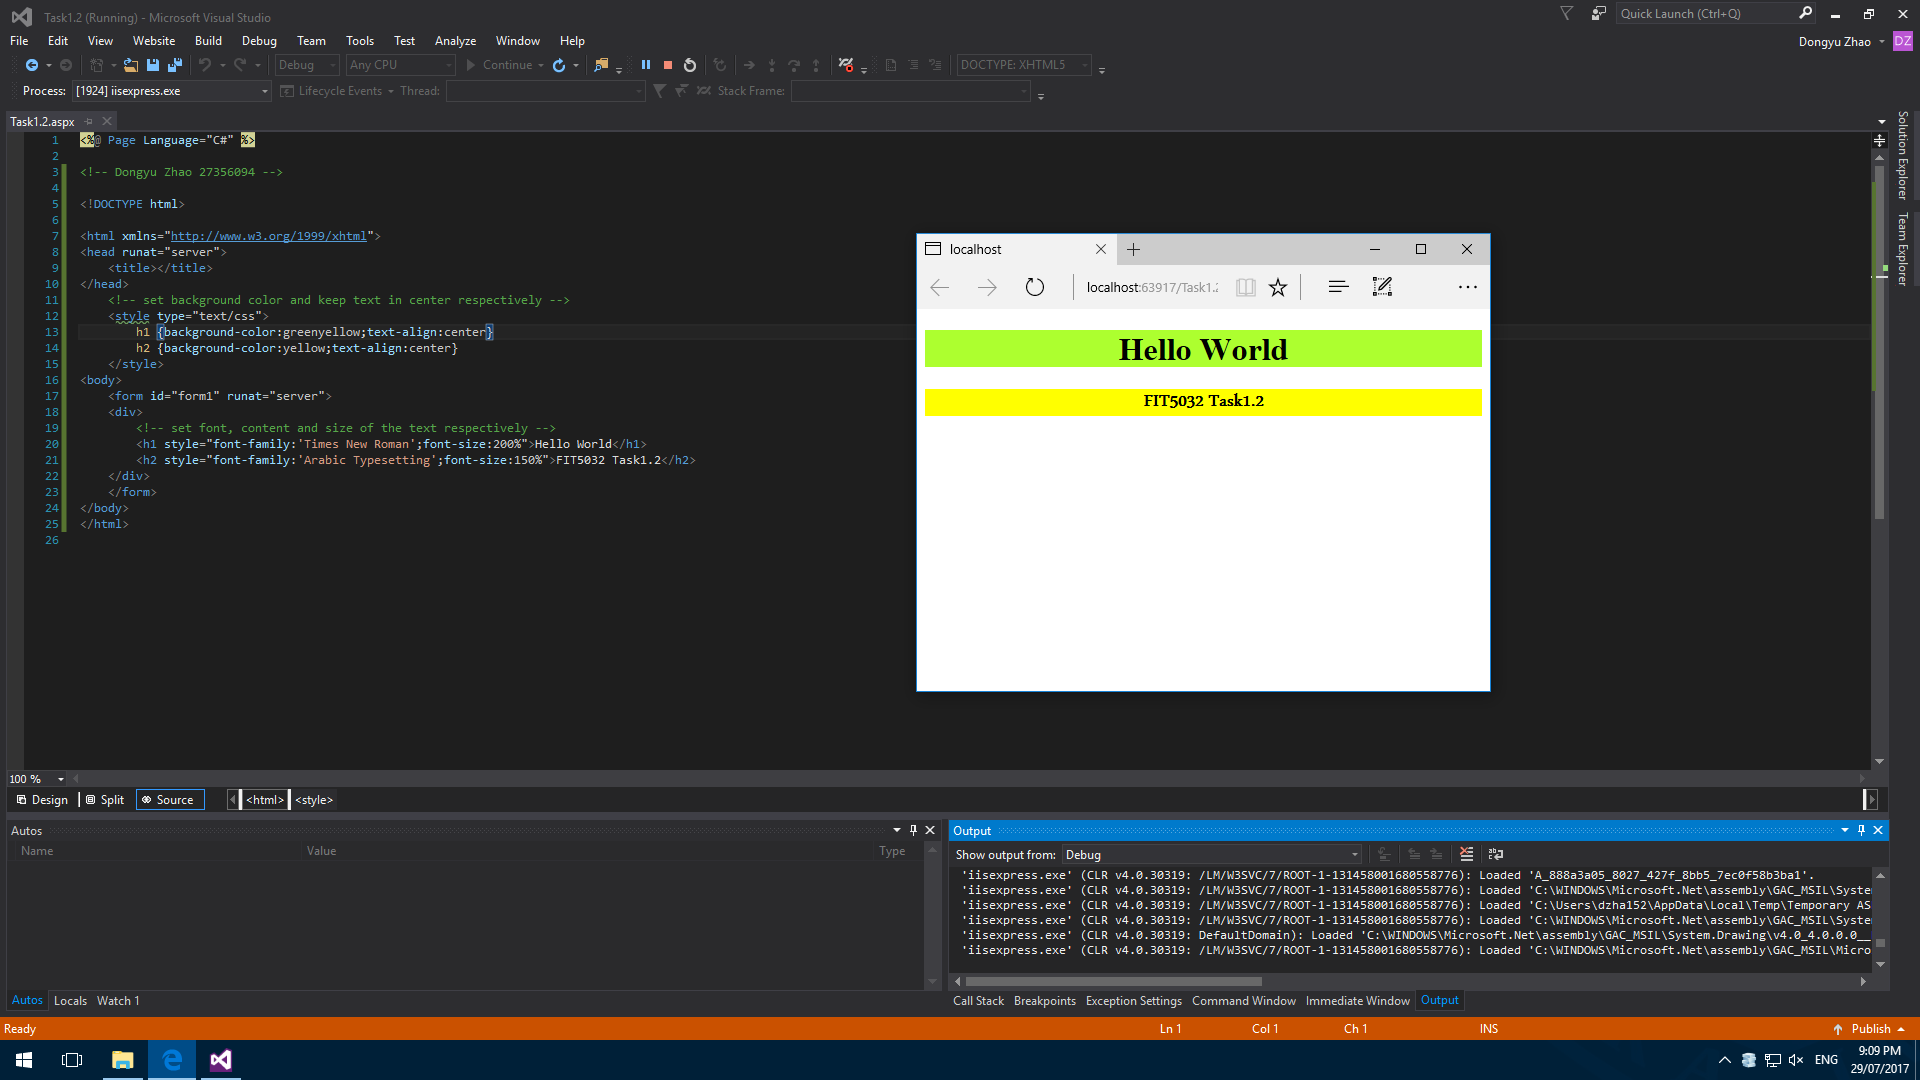 Task1.2 (Running) - Microsoft Visual Studio
Quick Launch (Ctrl+Q)
File Edit View Website Build Debug Team Tools Test Analyze Window Help
Dongyu Zhao DZ
Debug Any CPU Continue DOCTYPE: XHTML5
Process: [1924] iisexpress.exe Lifecycle Events Thread: Stack Frame:
Task1.2.aspx
1 <%@ Page Language="C#" %>
2
3 <!-- Dongyu Zhao 27356094 -->
4
5 <!DOCTYPE html>
6
7 <html xmlns="http://www.w3.org/1999/xhtml">
8 <head runat="server">
9 <title></title>
10 </head>
11 <!-- set background color and keep text in center respectively -->
12 <style type="text/css">
13 h1 {background-color:greenyellow;text-align:center}
14 h2 {background-color:yellow;text-align:center}
15 </style>
16 <body>
17 <form id="form1" runat="server">
18 <div>
19 <!-- set font, content and size of the text respectively -->
20 <h1 style="font-family:'Times New Roman';font-size:200%">Hello World</h1>
21 <h2 style="font-family:'Arabic Typesetting';font-size:150%">FIT5032 Task1.2</h2>
22 </div>
23 </form>
24 </body>
25 </html>
26
localhost
localhost:63917/Task1.2
Hello World
FIT5032 Task1.2
Solution Explorer
Team Explorer
100 %
Design Split Source <html> <style>
Autos
Name Value Type
Autos Locals Watch 1
Output
Show output from: Debug
'iisexpress.exe' (CLR v4.0.30319: /LM/W3SVC/7/ROOT-1-131458001680558776): Loaded 'A_888a3a05_8027_427f_8bb5_7ec0f58b3ba1'.
'iisexpress.exe' (CLR v4.0.30319: /LM/W3SVC/7/ROOT-1-131458001680558776): Loaded 'C:\WINDOWS\Microsoft.Net\assembly\GAC_MSIL\System
'iisexpress.exe' (CLR v4.0.30319: /LM/W3SVC/7/ROOT-1-131458001680558776): Loaded 'C:\Users\dzha152\AppData\Local\Temp\Temporary AS
'iisexpress.exe' (CLR v4.0.30319: /LM/W3SVC/7/ROOT-1-131458001680558776): Loaded 'C:\WINDOWS\Microsoft.Net\assembly\GAC_MSIL\System
'iisexpress.exe' (CLR v4.0.30319: DefaultDomain): Loaded 'C:\WINDOWS\Microsoft.Net\assembly\GAC_MSIL\System.Drawing\v4.0_4.0.0.0__
'iisexpress.exe' (CLR v4.0.30319: /LM/W3SVC/7/ROOT-1-131458001680558776): Loaded 'C:\WINDOWS\Microsoft.Net\assembly\GAC_MSIL\Micro
Call Stack Breakpoints Exception Settings Command Window Immediate Window Output
Ready Ln 1 Col 1 Ch 1 INS Publish
ENG 9:09 PM
29/07/2017